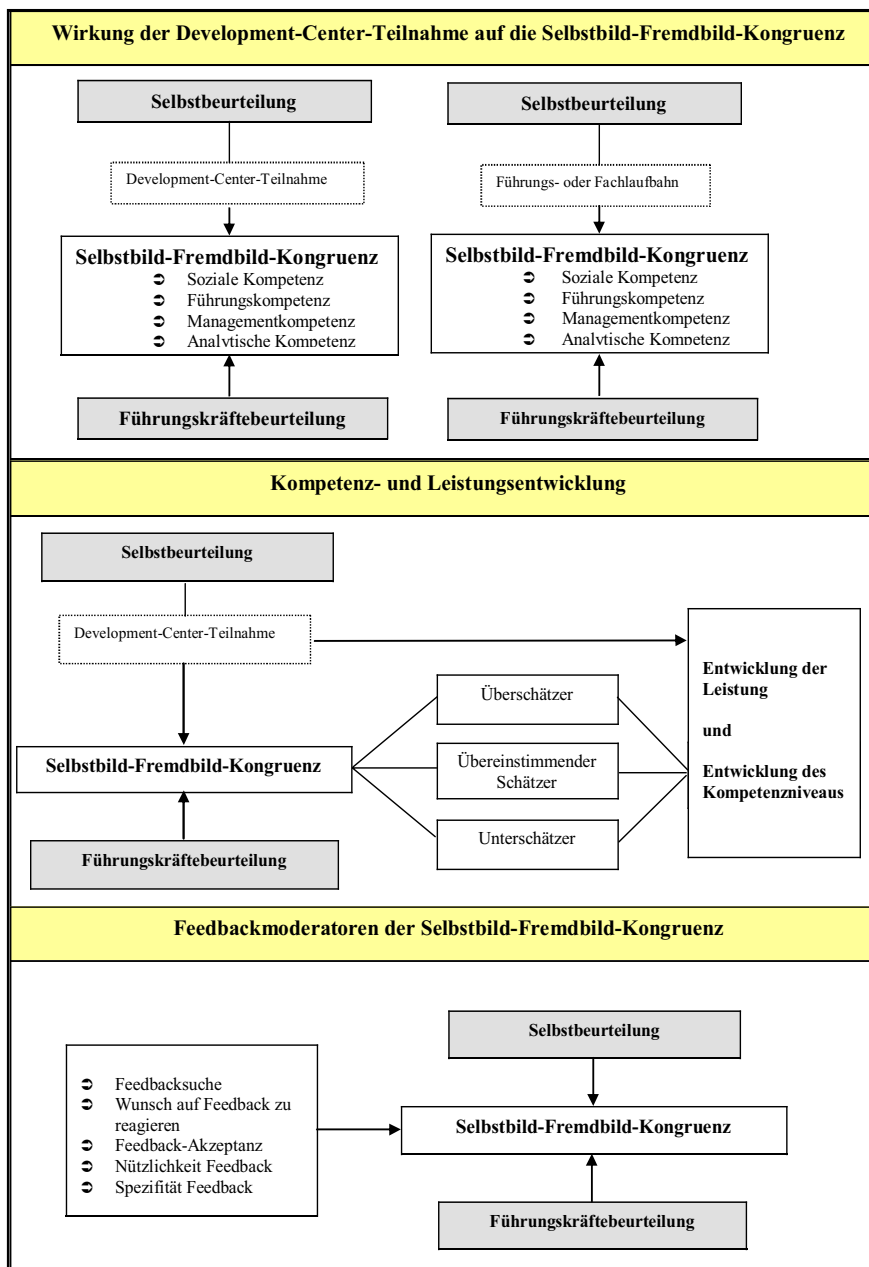 Wirkung der Development-Center-Teilnahme auf die Selbstbild-Fremdbild-Kongruenz
Selbstbeurteilung
Development-Center-Teilnahme
Selbstbild-Fremdbild-Kongruenz
➲ Soziale Kompetenz
➲ Führungskompetenz
➲ Managementkompetenz
➲ Analytische Kompetenz
Führungskräftebeurteilung
Selbstbeurteilung
Führungs- oder Fachlaufbahn
Selbstbild-Fremdbild-Kongruenz
➲ Soziale Kompetenz
➲ Führungskompetenz
➲ Managementkompetenz
➲ Analytische Kompetenz
Führungskräftebeurteilung
Kompetenz- und Leistungsentwicklung
Selbstbeurteilung
Development-Center-Teilnahme
Selbstbild-Fremdbild-Kongruenz
Führungskräftebeurteilung
Überschätzer
Übereinstimmender
Schätzer
Unterschätzer
Entwicklung der
Leistung
und
Entwicklung des
Kompetenzniveaus
Feedbackmoderatoren der Selbstbild-Fremdbild-Kongruenz
➲ Feedbacksuche
➲ Wunsch auf Feedback zu
reagieren
➲ Feedback-Akzeptanz
➲ Nützlichkeit Feedback
➲ Spezifität Feedback
Selbstbeurteilung
Selbstbild-Fremdbild-Kongruenz
Führungskräftebeurteilung